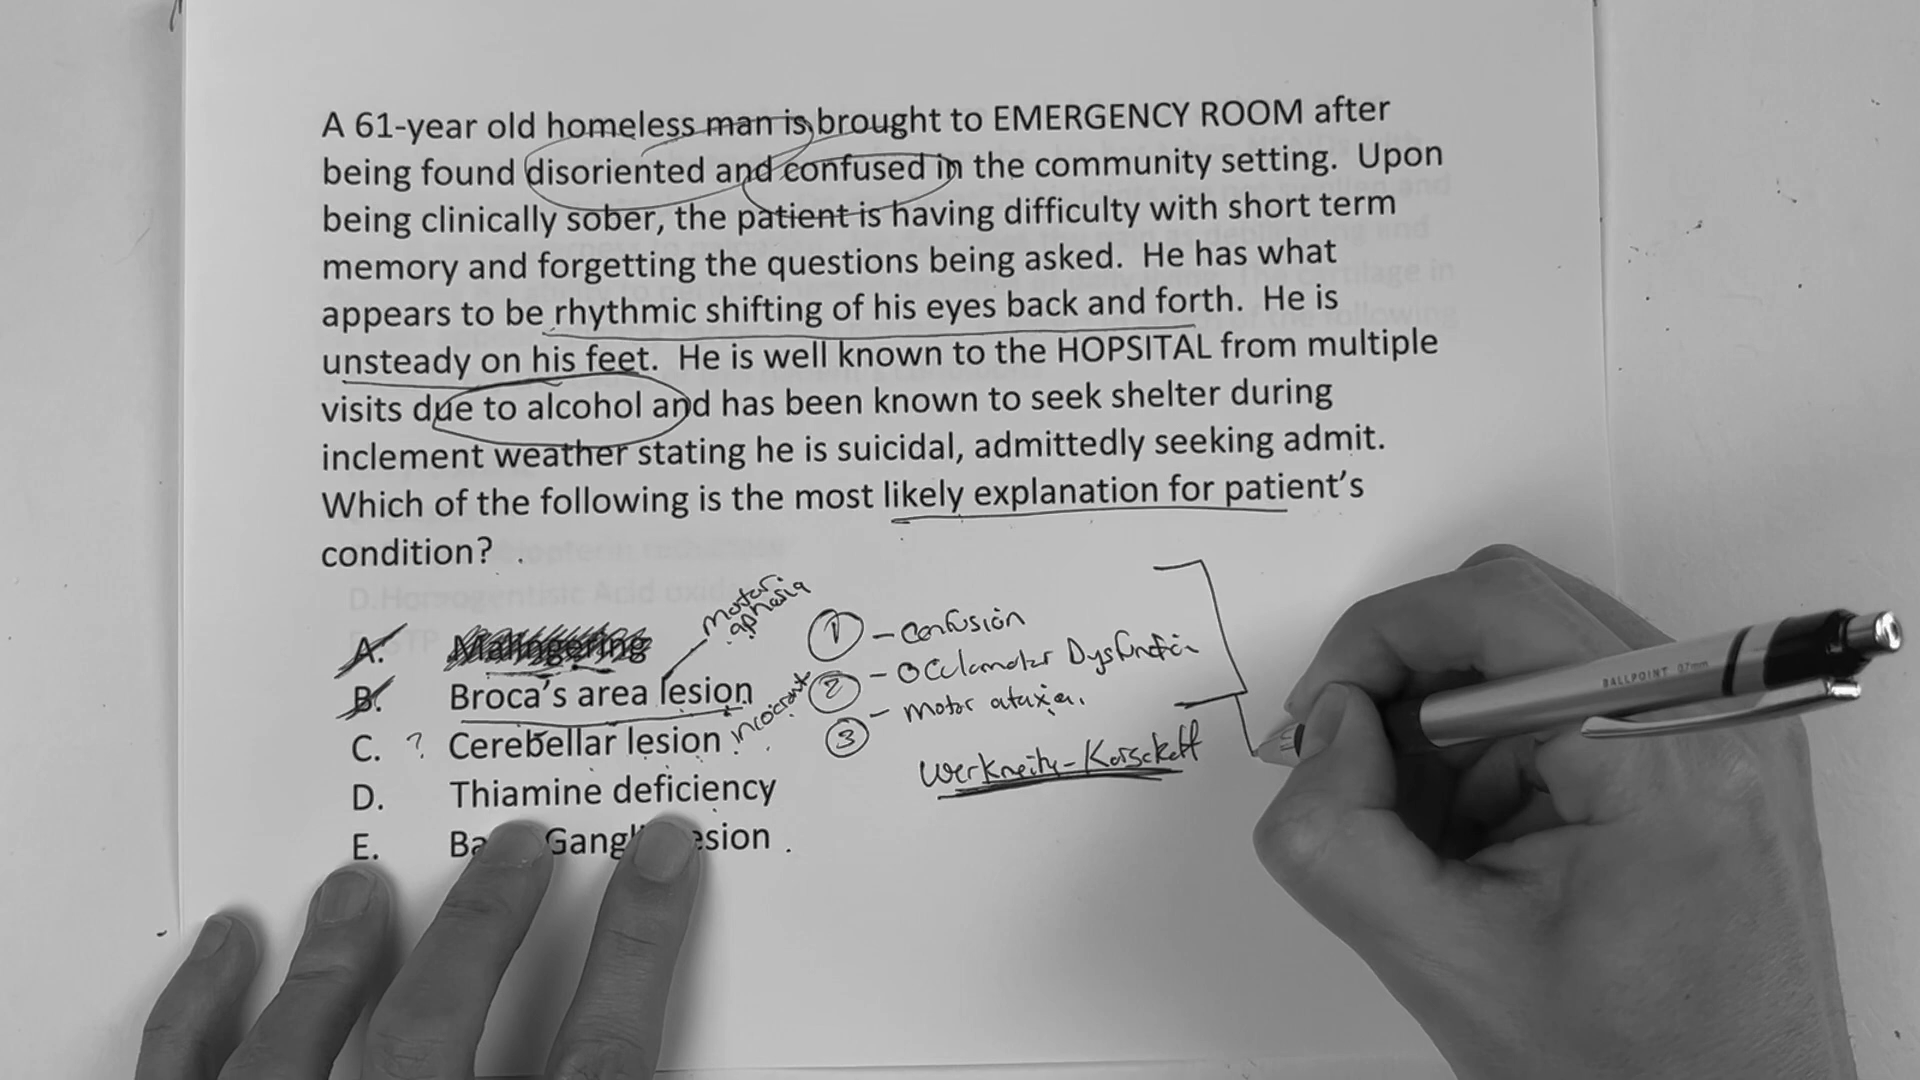 A 61-year old homeless man is brought to EMERGENCY ROOM after
being found disoriented and confused in the community setting. Upon
being clinically sober, the patient is having difficulty with short term
memory and forgetting the questions being asked. He has what
appears to be rhythmic shifting of his eyes back and forth. He is
unsteady on his feet. He is well known to the HOPSITAL from multiple
visits due to alcohol and has been known to seek shelter during
inclement weather stating he is suicidal, admittedly seeking admit.
Which of the following is the most likely explanation for patient's
condition?
A. Malingering
B. Broca's area lesion
C. ? Cerebellar lesion
D. Thiamine deficiency
E. Ba Gangl esion
motor
aphasia
1 - confusion
2 - Oculomotor Dysfunction
3 - motor ataxia.
BALLPOINT 0.7mm